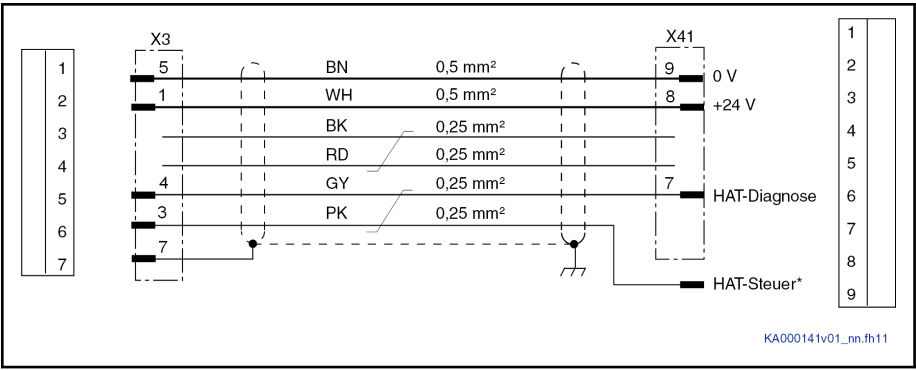 X3
X41
1
2
3
4
5
6
7
5 BN 0,5 mm² 9 0 V
1 WH 0,5 mm² 8 +24 V
BK 0,25 mm²
RD 0,25 mm²
4 GY 0,25 mm² 7 HAT-Diagnose
3 PK 0,25 mm²
7
HAT-Steuer*
1
2
3
4
5
6
7
8
9
KA000141v01_nn.fh11